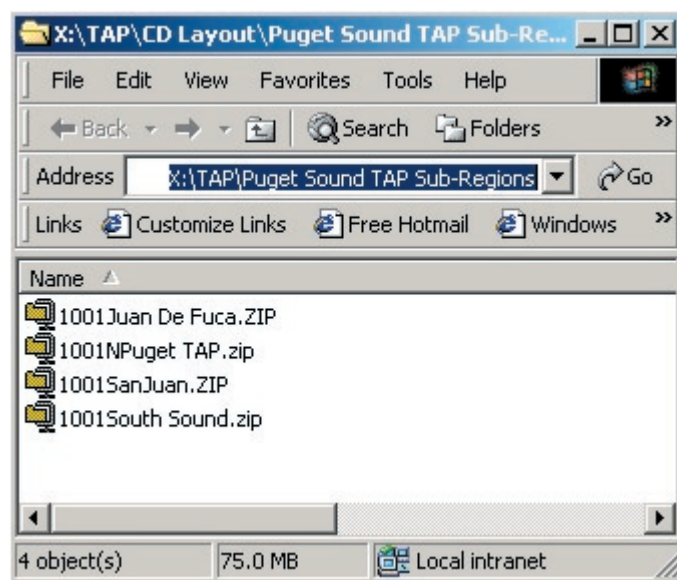 X:\TAP\CD Layout\Puget Sound TAP Sub-Re...
File Edit View Favorites Tools Help
Back Search Folders »
Address X:\TAP\Puget Sound TAP Sub-Regions Go
Links Customize Links Free Hotmail Windows »
Name
1001Juan De Fuca.ZIP
1001NPuget TAP.zip
1001SanJuan.ZIP
1001South Sound.zip
4 object(s) 75.0 MB Local intranet